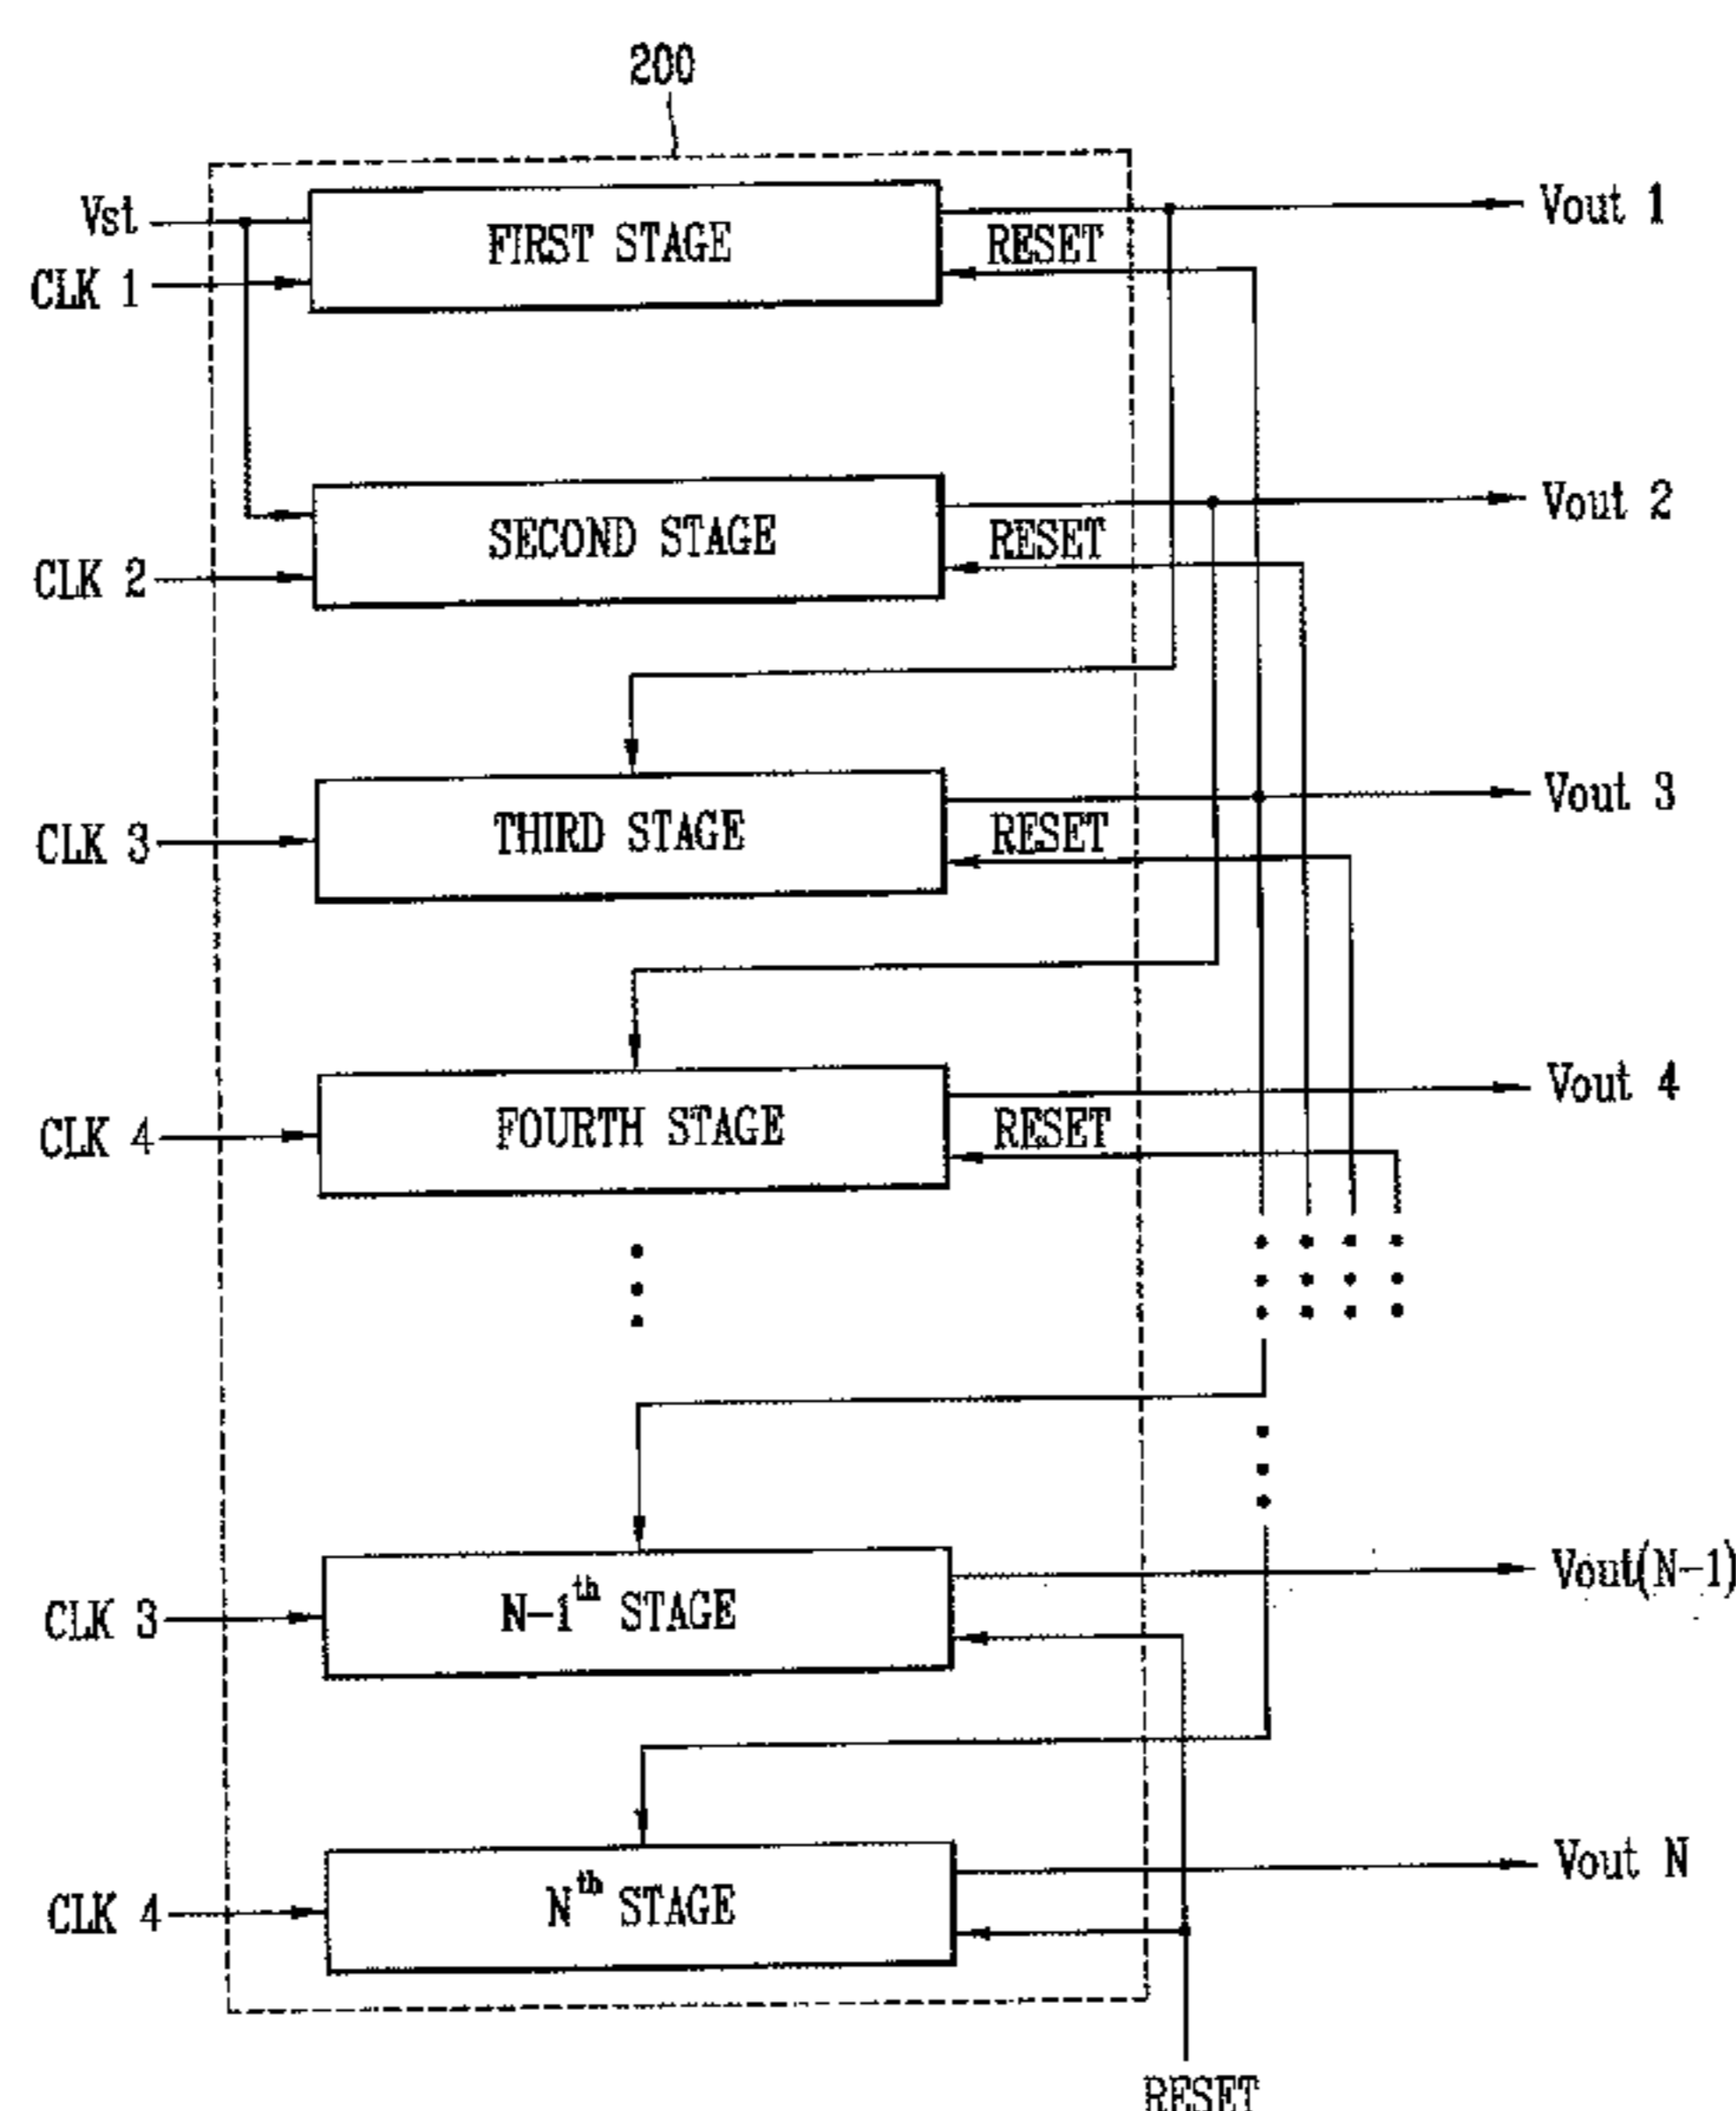 200
Vst
FIRST STAGE
RESET
Vout 1
CLK 1
SECOND STAGE
RESET
Vout 2
CLK 2
THIRD STAGE
RESET
Vout 3
CLK 3
FOURTH STAGE
RESET
Vout 4
CLK 4
N-1th STAGE
Vout(N-1)
CLK 3
Nth STAGE
Vout N
CLK 4
RESET